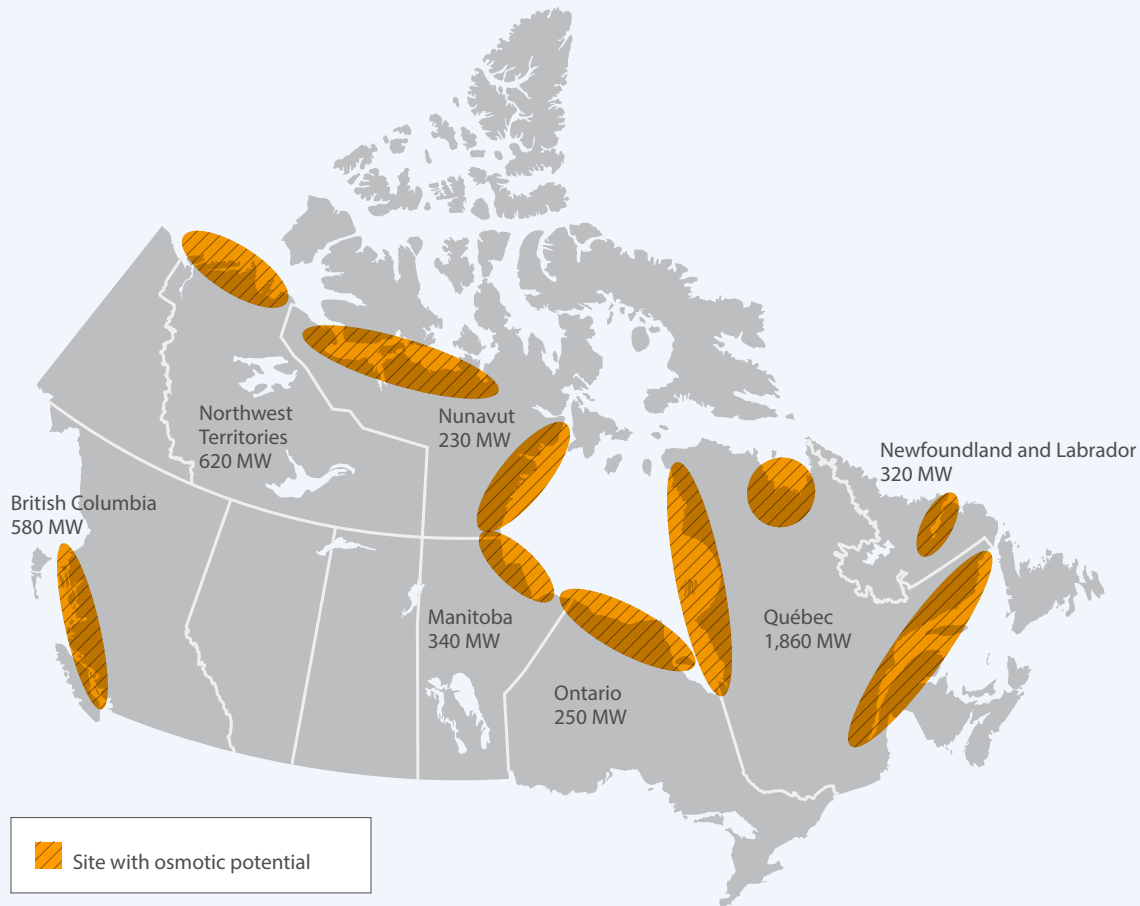 Northwest
Territories
620 MW
Nunavut
230 MW
Newfoundland and Labrador
320 MW
British Columbia
580 MW
Manitoba
340 MW
Québec
1,860 MW
Ontario
250 MW
Site with osmotic potential